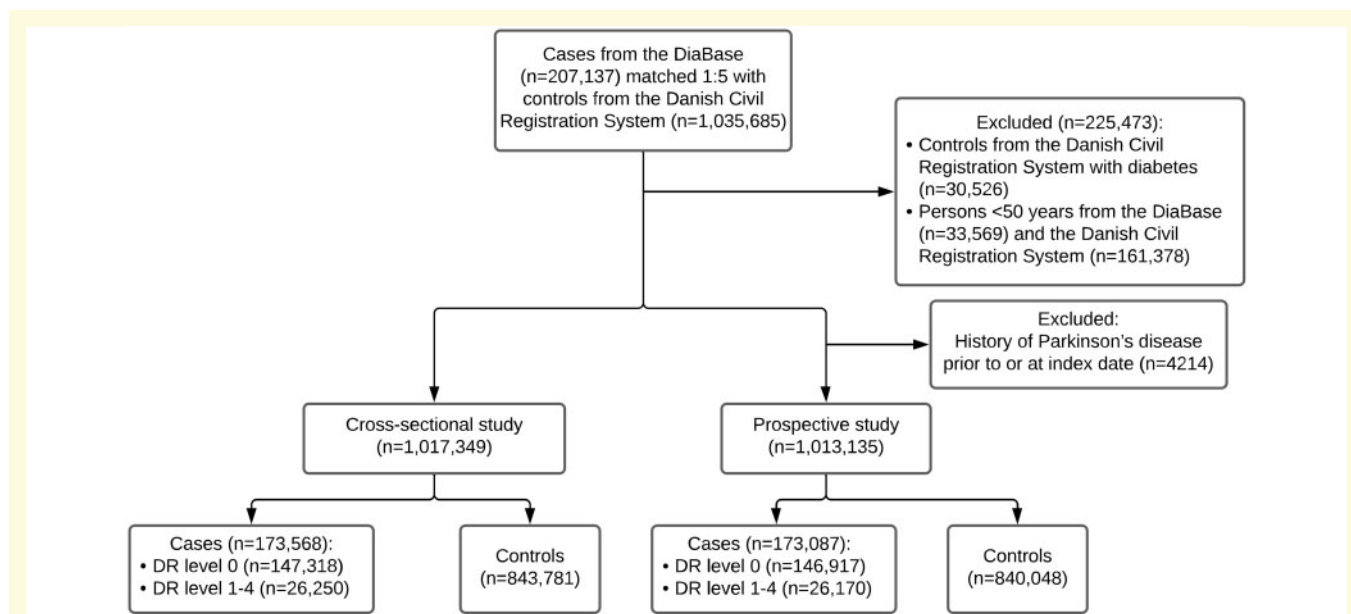 Cases from the DiaBase
(n=207,137) matched 1:5 with
controls from the Danish Civil
Registration System (n=1,035,685)
Excluded (n=225,473):
• Controls from the Danish Civil
Registration System with diabetes
(n=30,526)
• Persons <50 years from the DiaBase
(n=33,569) and the Danish Civil
Registration System (n=161,378)
Excluded:
History of Parkinson's disease
prior to or at index date (n=4214)
Cross-sectional study
(n=1,017,349)
Prospective study
(n=1,013,135)
Cases (n=173,568):
• DR level 0 (n=147,318)
• DR level 1-4 (n=26,250)
Controls
(n=843,781)
Cases (n=173,087):
• DR level 0 (n=146,917)
• DR level 1-4 (n=26,170)
Controls
(n=840,048)